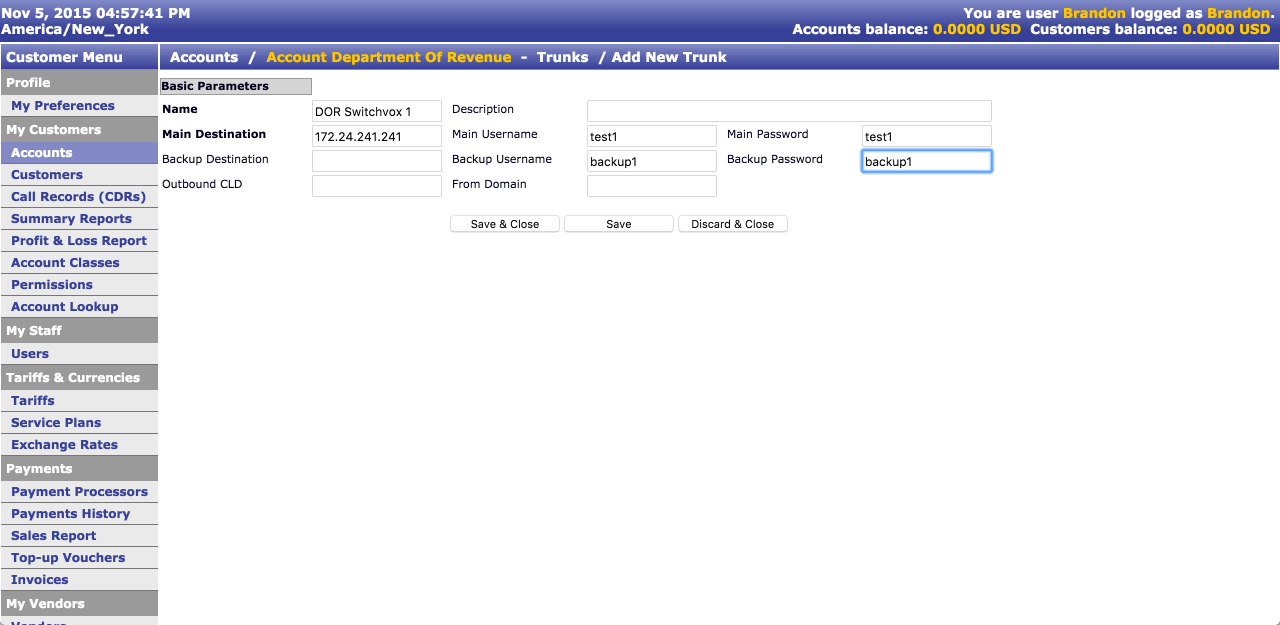 Nov 5, 2015 04:57:41 PM
America/New_York
You are user Brandon logged as Brandon.
Accounts balance: 0.0000 USD Customers balance: 0.0000 USD
Customer Menu
Accounts / Account Department Of Revenue - Trunks / Add New Trunk
Profile
My Preferences
My Customers
Accounts
Customers
Call Records (CDRs)
Summary Reports
Profit & Loss Report
Account Classes
Permissions
Account Lookup
My Staff
Users
Tariffs & Currencies
Tariffs
Service Plans
Exchange Rates
Payments
Payment Processors
Payments History
Sales Report
Top-up Vouchers
Invoices
My Vendors
Vendors
Basic Parameters
Name DOR Switchvox 1 Description
Main Destination 172.24.241.241 Main Username test1 Main Password test1
Backup Destination Backup Username backup1 Backup Password backup1
Outbound CLD From Domain
Save & Close Save Discard & Close